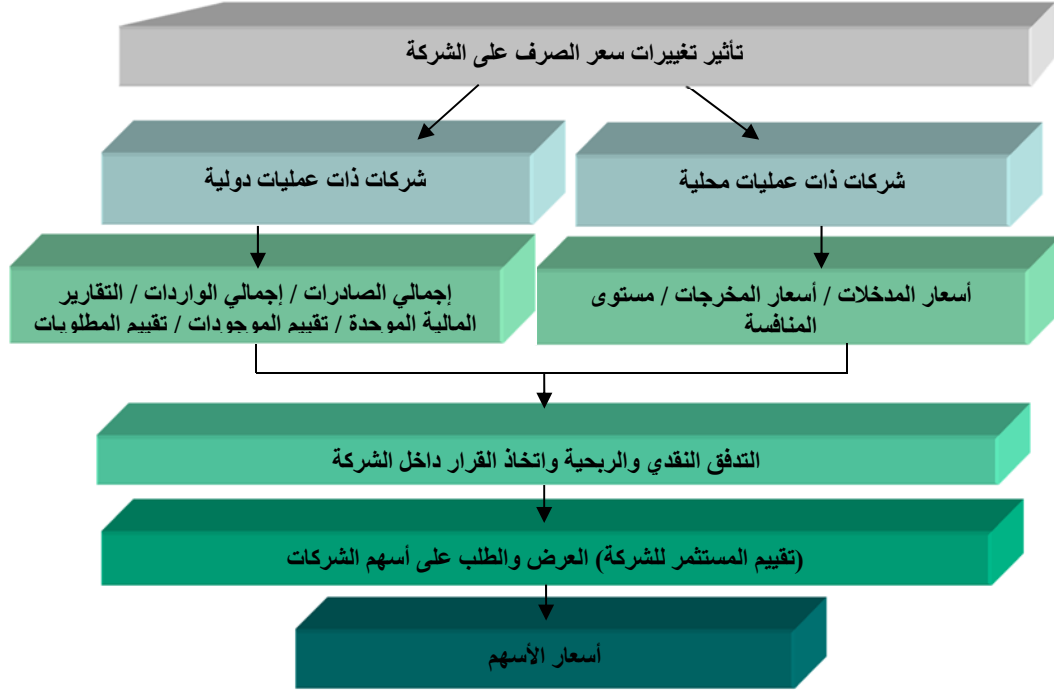 تأثير تغييرات سعر الصرف على الشركة
شركات ذات عمليات محلية
شركات ذات عمليات دولية
أسعار المدخلات / أسعار المخرجات / مستوى
المنافسة
إجمالي الصادرات / إجمالي الواردات / التقارير
المالية الموحدة / تقييم الموجودات / تقييم المطلوبات
التدفق النقدي والربحية واتخاذ القرار داخل الشركة
(تقييم المستثمر للشركة) العرض والطلب على أسهم الشركات
أسعار الأسهم